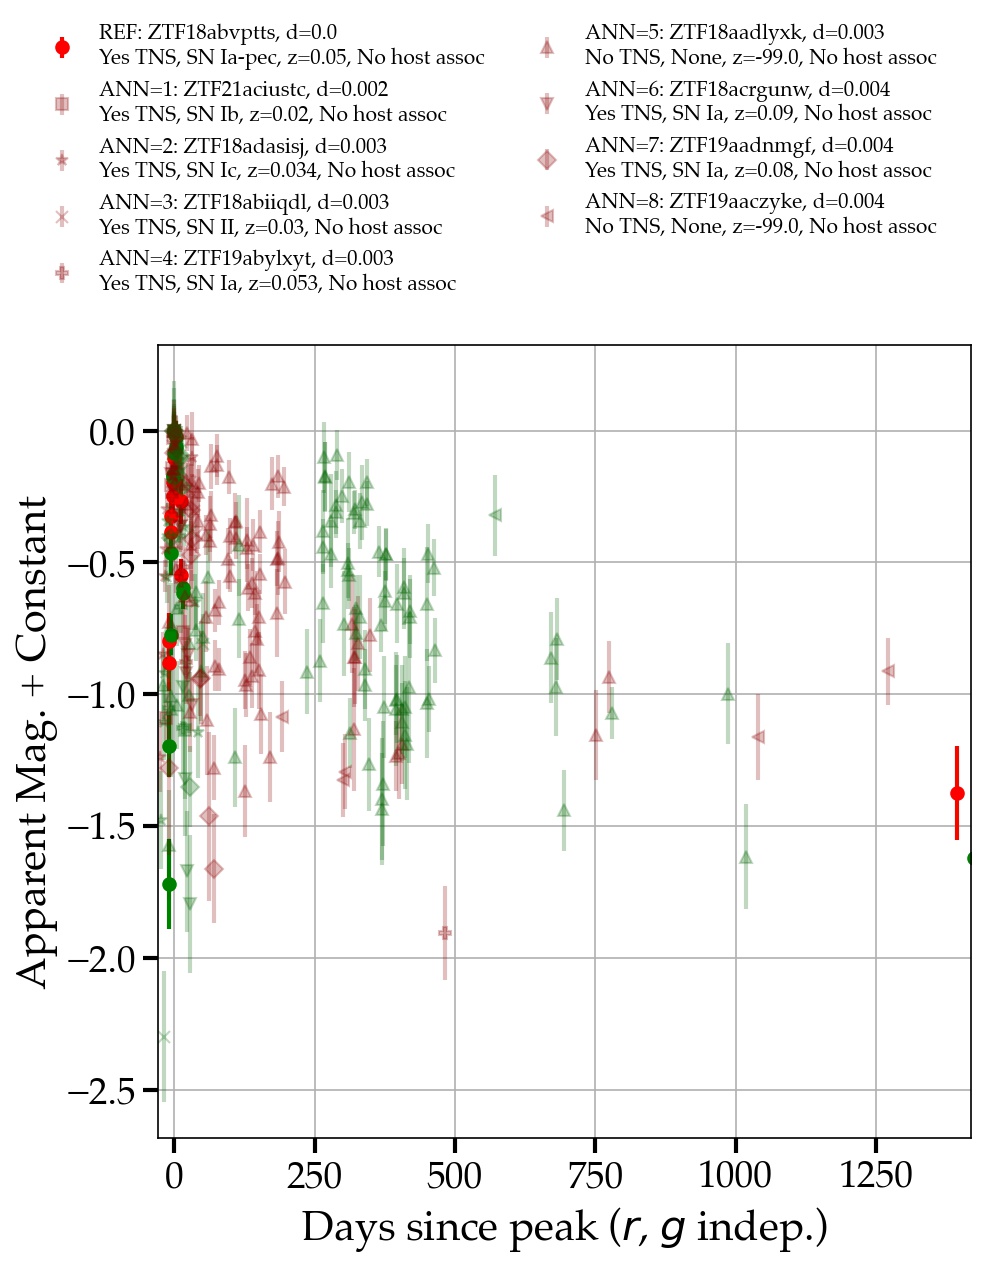 REF: ZTF18abvptts, d=0.0
Yes TNS, SN Ia-pec, z=0.05, No host assoc
ANN=1: ZTF21aciustc, d=0.002
Yes TNS, SN Ib, z=0.02, No host assoc
ANN=2: ZTF18adasisj, d=0.003
Yes TNS, SN Ic, z=0.034, No host assoc
ANN=3: ZTF18abiiqdl, d=0.003
Yes TNS, SN II, z=0.03, No host assoc
ANN=4: ZTF19abylxyt, d=0.003
Yes TNS, SN Ia, z=0.053, No host assoc
ANN=5: ZTF18aadlyxk, d=0.003
No TNS, None, z=-99.0, No host assoc
ANN=6: ZTF18acrgunw, d=0.004
Yes TNS, SN Ia, z=0.09, No host assoc
ANN=7: ZTF19aadnmgf, d=0.004
Yes TNS, SN Ia, z=0.08, No host assoc
ANN=8: ZTF19aaczyke, d=0.004
No TNS, None, z=-99.0, No host assoc
Apparent Mag. + Constant
0.0
−0.5
−1.0
−1.5
−2.0
−2.5
0 250 500 750 1000 1250
Days since peak (r, g indep.)